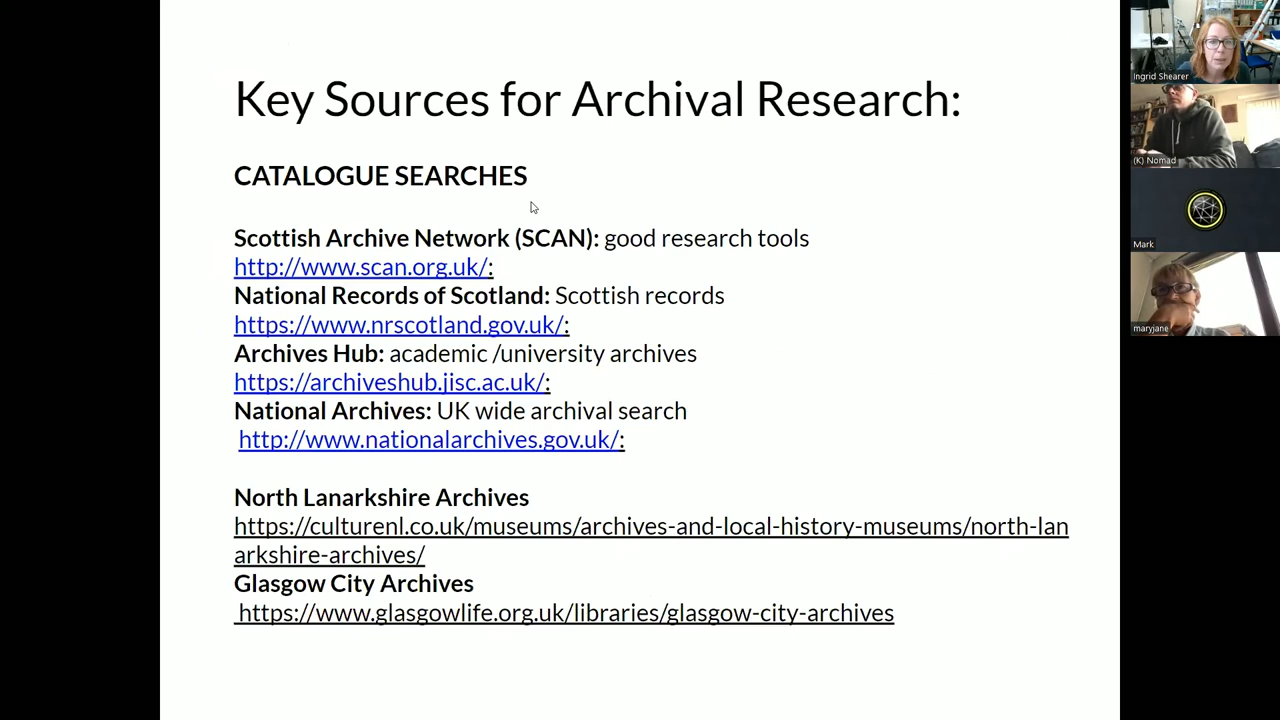 Key Sources for Archival Research:
CATALOGUE SEARCHES
Scottish Archive Network (SCAN): good research tools
http://www.scan.org.uk/:
National Records of Scotland: Scottish records
https://www.nrscotland.gov.uk/:
Archives Hub: academic /university archives
https://archiveshub.jisc.ac.uk/:
National Archives: UK wide archival search
http://www.nationalarchives.gov.uk/:
North Lanarkshire Archives
https://culturenl.co.uk/museums/archives-and-local-history-museums/north-lan
arkshire-archives/
Glasgow City Archives
https://www.glasgowlife.org.uk/libraries/glasgow-city-archives
Ingrid Shearer
(K) Nomad
Mark
maryjane